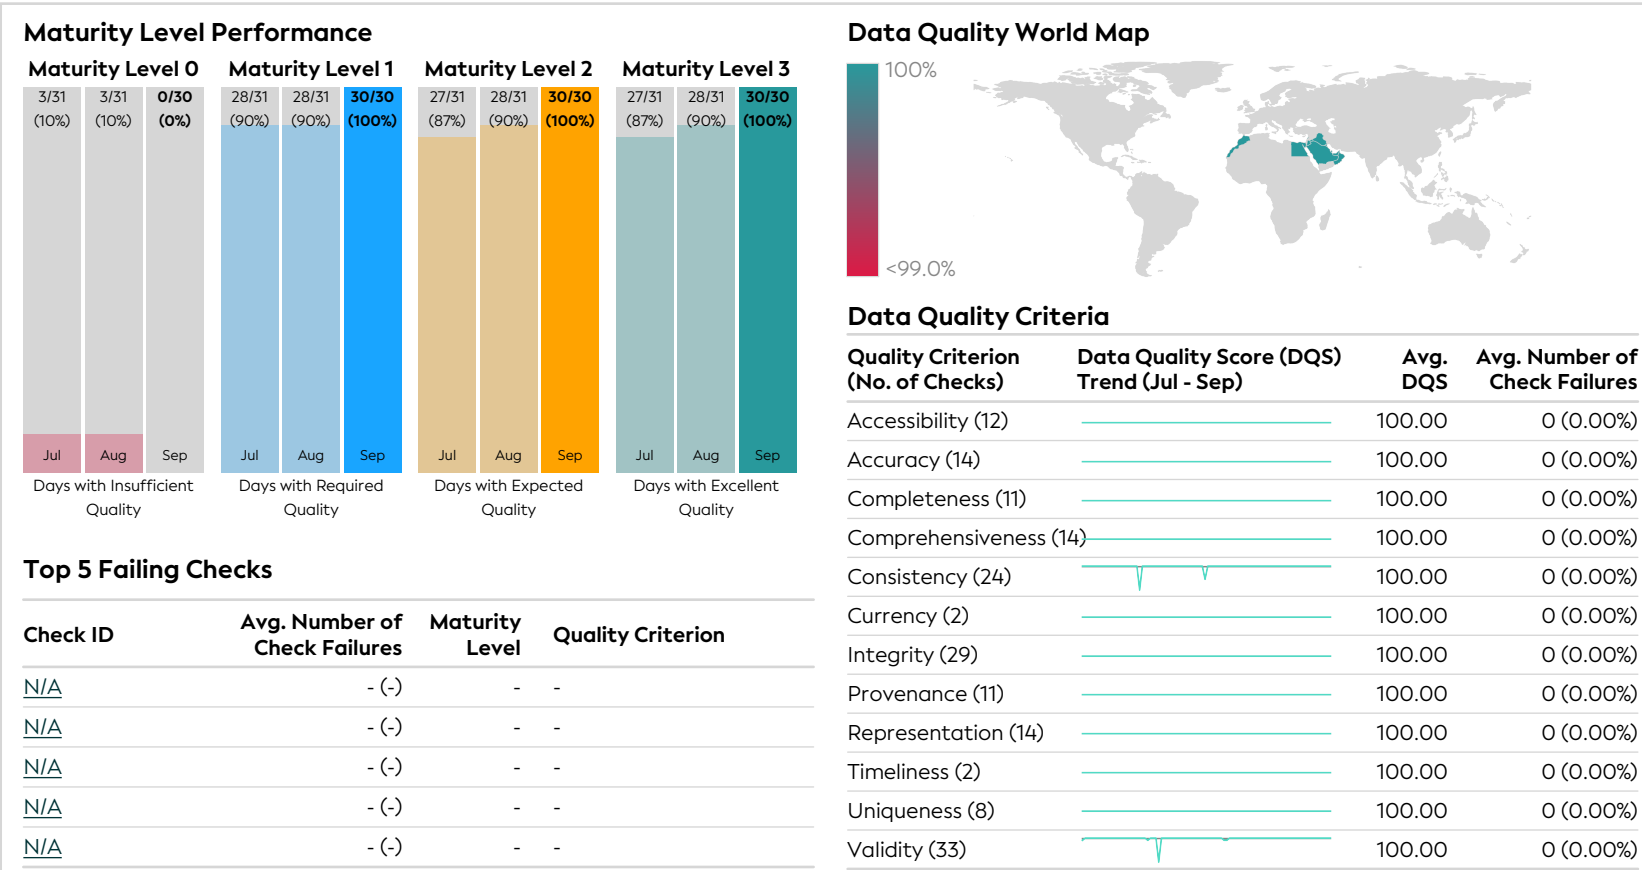 Maturity Level Performance
Maturity Level 0
Maturity Level 1
Maturity Level 2
Maturity Level 3
3/31 3/31 0/30
(10%) (10%) (0%)
Jul Aug Sep
Days with Insufficient
Quality
28/31 28/31 30/30
(90%) (90%) (100%)
Jul Aug Sep
Days with Required
Quality
27/31 28/31 30/30
(87%) (90%) (100%)
Jul Aug Sep
Days with Expected
Quality
27/31 28/31 30/30
(87%) (90%) (100%)
Jul Aug Sep
Days with Excellent
Quality
Top 5 Failing Checks
Check ID Avg. Number of Check Failures Maturity Level Quality Criterion
N/A - (-) - -
N/A - (-) - -
N/A - (-) - -
N/A - (-) - -
N/A - (-) - -
Data Quality World Map
100%
<99.0%
Data Quality Criteria
Quality Criterion (No. of Checks) Data Quality Score (DQS) Trend (Jul - Sep) Avg. DQS Avg. Number of Check Failures
Accessibility (12) 100.00 0 (0.00%)
Accuracy (14) 100.00 0 (0.00%)
Completeness (11) 100.00 0 (0.00%)
Comprehensiveness (14) 100.00 0 (0.00%)
Consistency (24) 100.00 0 (0.00%)
Currency (2) 100.00 0 (0.00%)
Integrity (29) 100.00 0 (0.00%)
Provenance (11) 100.00 0 (0.00%)
Representation (14) 100.00 0 (0.00%)
Timeliness (2) 100.00 0 (0.00%)
Uniqueness (8) 100.00 0 (0.00%)
Validity (33) 100.00 0 (0.00%)